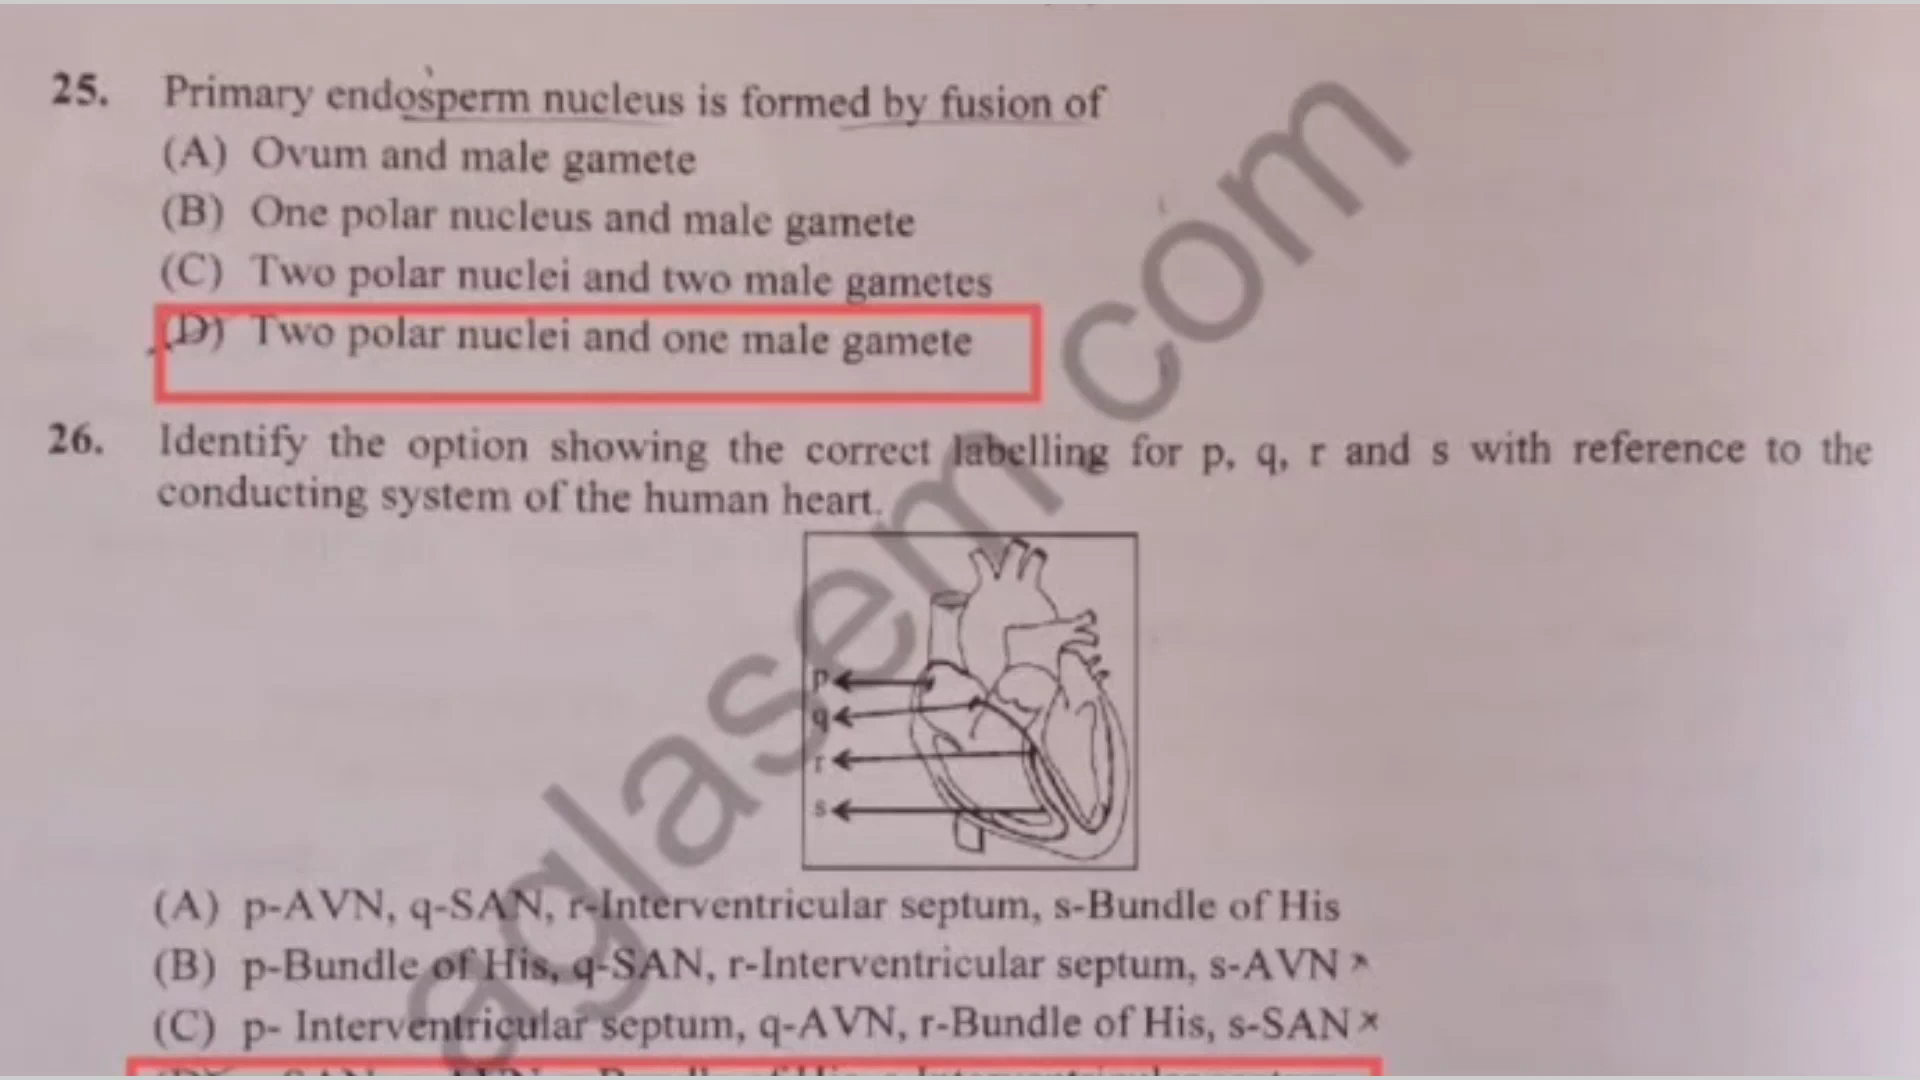 25. Primary endosperm nucleus is formed by fusion of
(A) Ovum and male gamete
(B) One polar nucleus and male gamete
(C) Two polar nuclei and two male gametes
(D) Two polar nuclei and one male gamete
26. Identify the option showing the correct labelling for p, q, r and s with reference to the
conducting system of the human heart.
p
q
r
s
(A) p-AVN, q-SAN, r-Interventricular septum, s-Bundle of His
(B) p-Bundle of His, q-SAN, r-Interventricular septum, s-AVN ×
(C) p- Interventricular septum, q-AVN, r-Bundle of His, s-SAN ×
aglasem.com